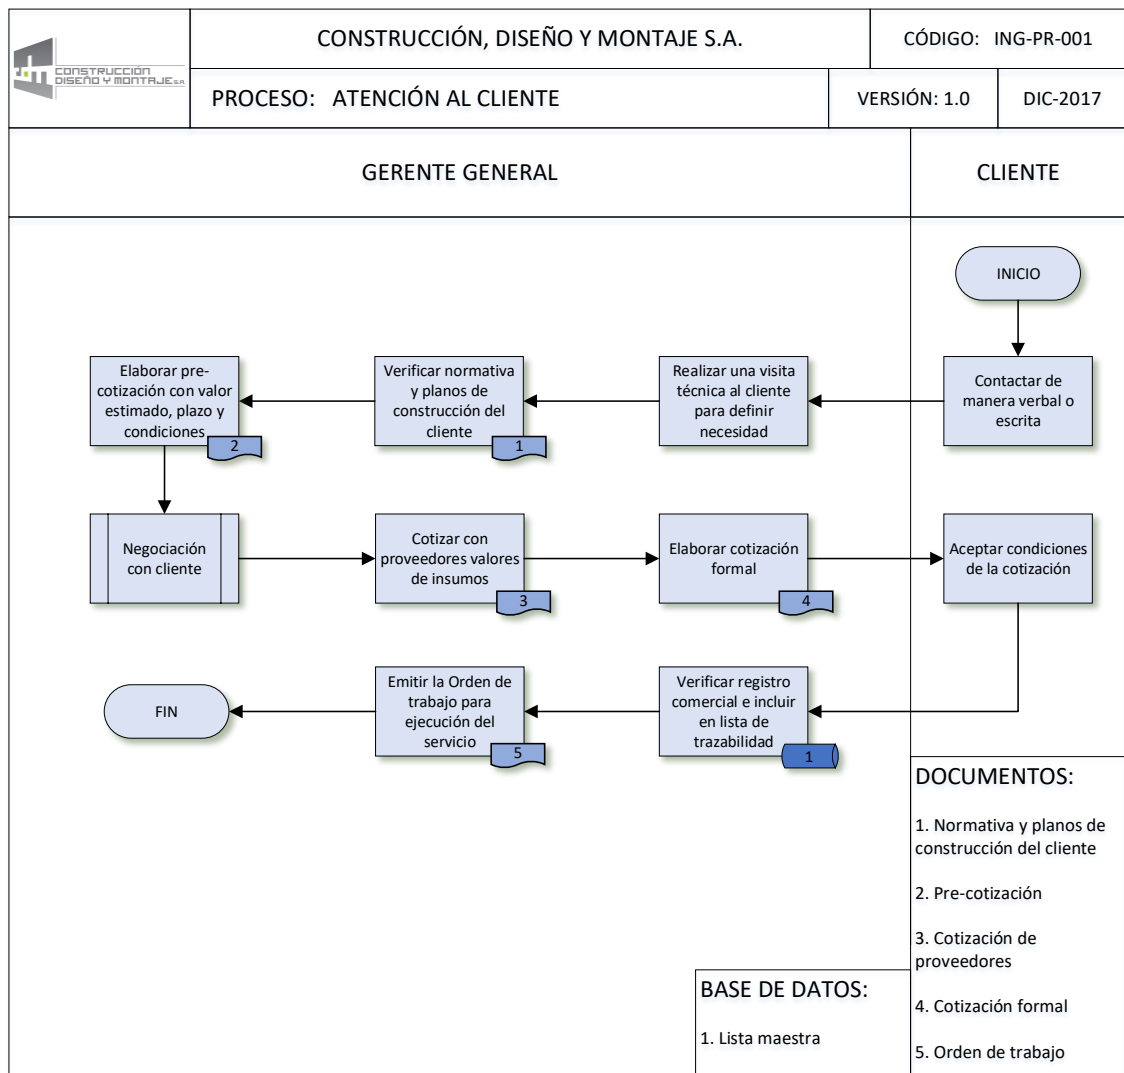 CONSTRUCCIÓN
DISEÑO Y MONTAJE S.A.
CONSTRUCCIÓN, DISEÑO Y MONTAJE S.A.
CÓDIGO: ING-PR-001
PROCESO: ATENCIÓN AL CLIENTE
VERSIÓN: 1.0
DIC-2017
GERENTE GENERAL
CLIENTE
INICIO
Contactar de
manera verbal o
escrita
Realizar una visita
técnica al cliente
para definir
necesidad
Verificar normativa
y planos de
construcción del
cliente
1
Elaborar pre-
cotización con valor
estimado, plazo y
condiciones
2
Negociación
con cliente
Cotizar con
proveedores valores
de insumos
3
Elaborar cotización
formal
4
Aceptar condiciones
de la cotización
Verificar registro
comercial e incluir
en lista de
trazabilidad
1
Emitir la Orden de
trabajo para
ejecución del
servicio
5
FIN
DOCUMENTOS:
1. Normativa y planos de
construcción del cliente
2. Pre-cotización
3. Cotización de
proveedores
4. Cotización formal
5. Orden de trabajo
BASE DE DATOS:
1. Lista maestra